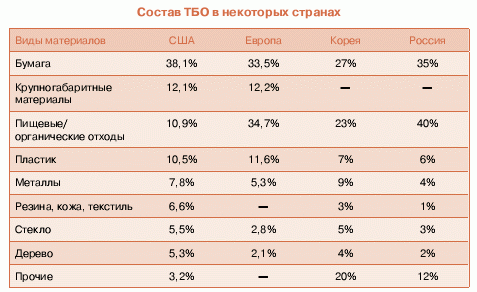 Состав ТБО в некоторых странах
Виды материалов США Европа Корея Россия
Бумага 38,1% 33,5% 27% 35%
Крупногабаритные
материалы 12,1% 12,2% — —
Пищевые/
органические отходы 10,9% 34,7% 23% 40%
Пластик 10,5% 11,6% 7% 6%
Металлы 7,8% 5,3% 9% 4%
Резина, кожа, текстиль 6,6% — 3% 1%
Стекло 5,5% 2,8% 5% 3%
Дерево 5,3% 2,1% 4% 2%
Прочие 3,2% — 20% 12%